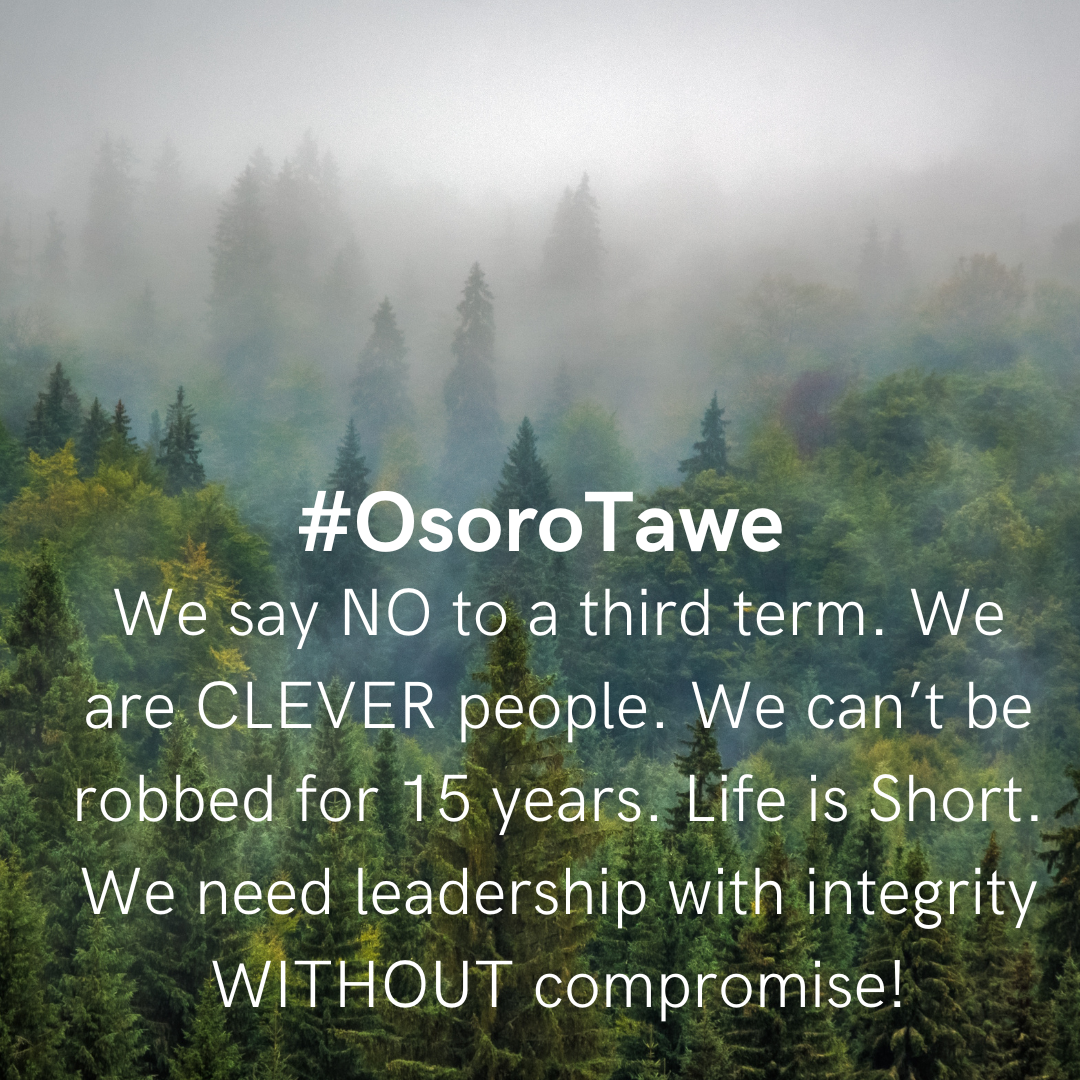 #OsoroTawe
We say NO to a third term. We
are CLEVER people. We can’t be
robbed for 15 years. Life is Short.
We need leadership with integrity
WITHOUT compromise!